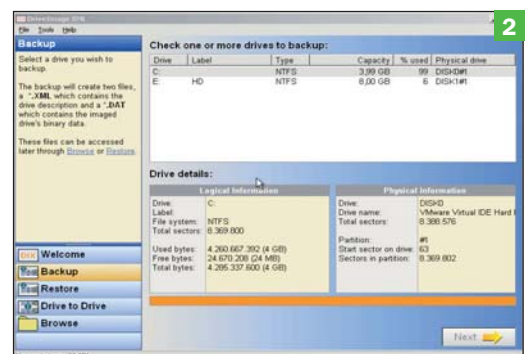 DriveImage XML
2
File Tools Help
Backup
Select a drive you wish to
backup.
The backup will create two files,
a *.XML which contains the
drive description and a *.DAT
which contains the imaged
drive's binary data.
These files can be accessed
later through Browse or Restore.
Welcome
Backup
Restore
Drive to Drive
Browse
Check one or more drives to backup:
Drive Label Type Capacity % used Physical drive
C: NTFS 3,99 GB 99 DISK0#1
E: HD NTFS 8,00 GB 6 DISK1#1
Drive details:
Logical Information
Drive: C:
Label:
File system: NTFS
Total sectors: 8.369.800
Used bytes: 4.260.667.392 (4 GB)
Free bytes: 24.670.208 (24 MB)
Total bytes: 4.285.337.600 (4 GB)
Physical Information
Drive: DISK0
Drive name: VMware Virtual IDE Hard
Total sectors: 8.388.576
Partition: #1
Start sector on drive: 63
Sectors in partition: 8.369.802
Next